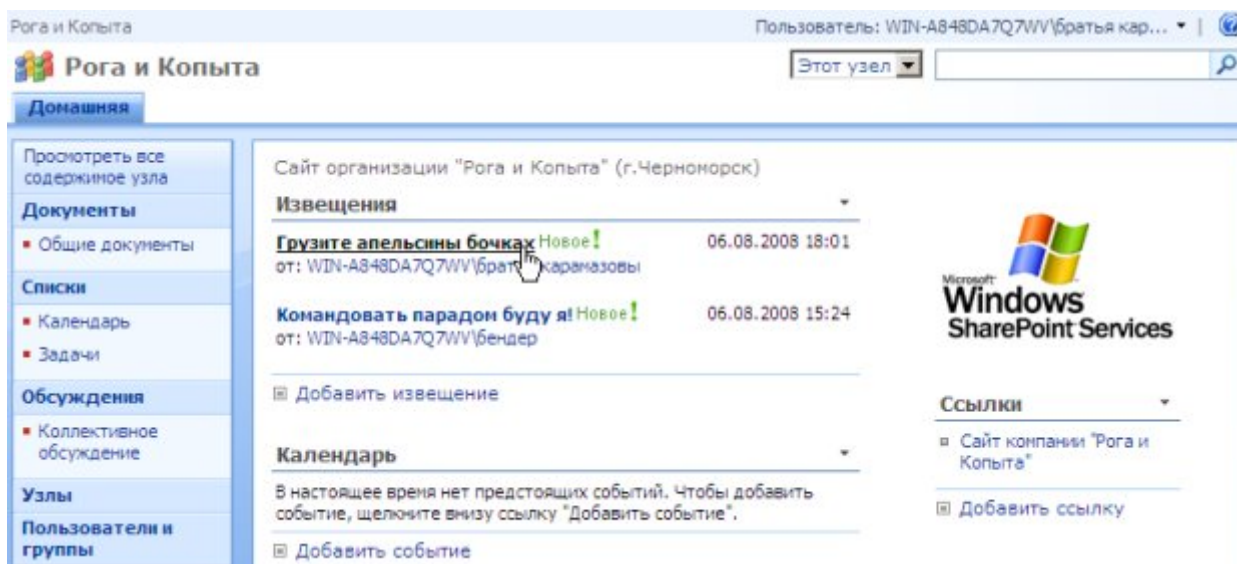 Рога и Копыта
Пользователь: WIN-A848DA7Q7WV\братья кар...
Рога и Копыта
Этот узел
Домашняя
Просмотреть все
содержимое узла
Документы
Общие документы
Списки
Календарь
Задачи
Обсуждения
Коллективное
обсуждение
Узлы
Пользователи и
группы
Сайт организации "Рога и Копыта" (г.Черноморск)
Извещения
Грузите апельсины бочках Новое! 06.08.2008 18:01
от: WIN-A848DA7Q7WV\братья карамазовы
Командовать парадом буду я! Новое! 06.08.2008 15:24
от: WIN-A848DA7Q7WV\бендер
Добавить извещение
Календарь
В настоящее время нет предстоящих событий. Чтобы добавить
событие, щелкните внизу ссылку "Добавить событие".
Добавить событие
Microsoft
Windows
SharePoint Services
Ссылки
Сайт компании "Рога и
Копыта"
Добавить ссылку